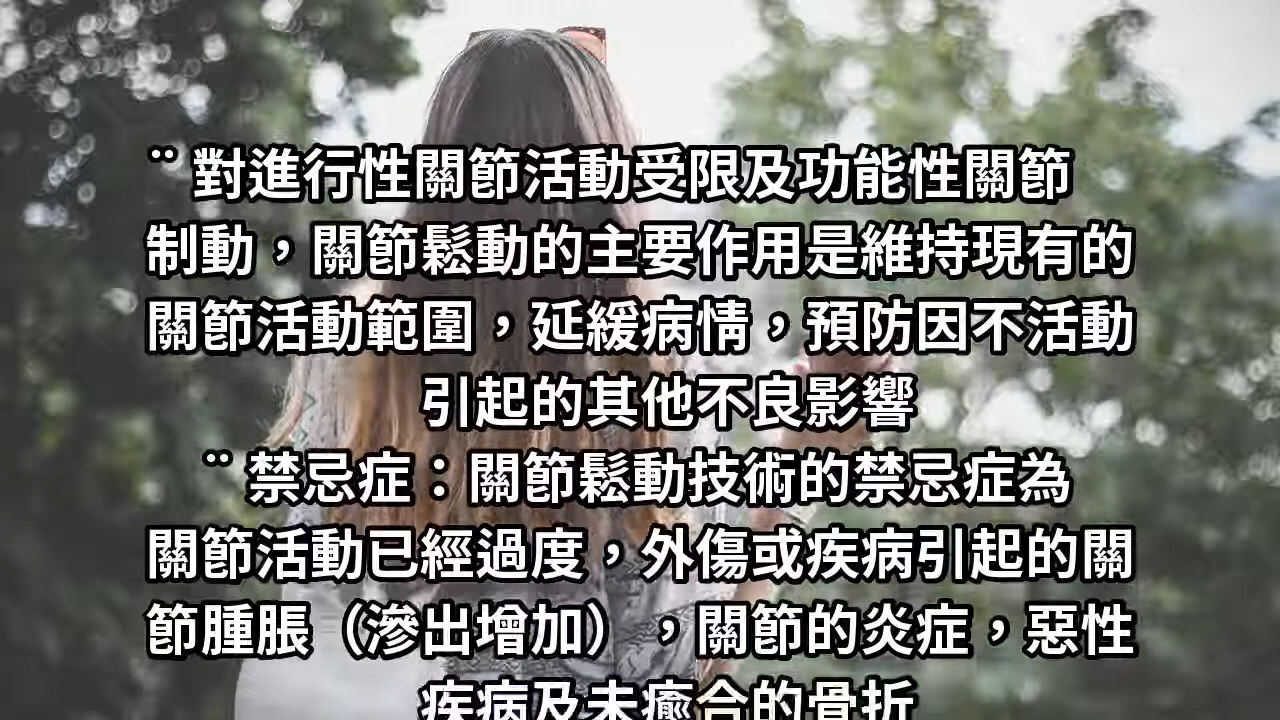 ¨ 對進行性關節活動受限及功能性關節
制動，關節鬆動的主要作用是維持現有的
關節活動範圍，延緩病情，預防因不活動
引起的其他不良影響
¨ 禁忌症：關節鬆動技術的禁忌症為
關節活動已經過度，外傷或疾病引起的關
節腫脹（滲出增加），關節的炎症，惡性
疾病及未癒合的骨折